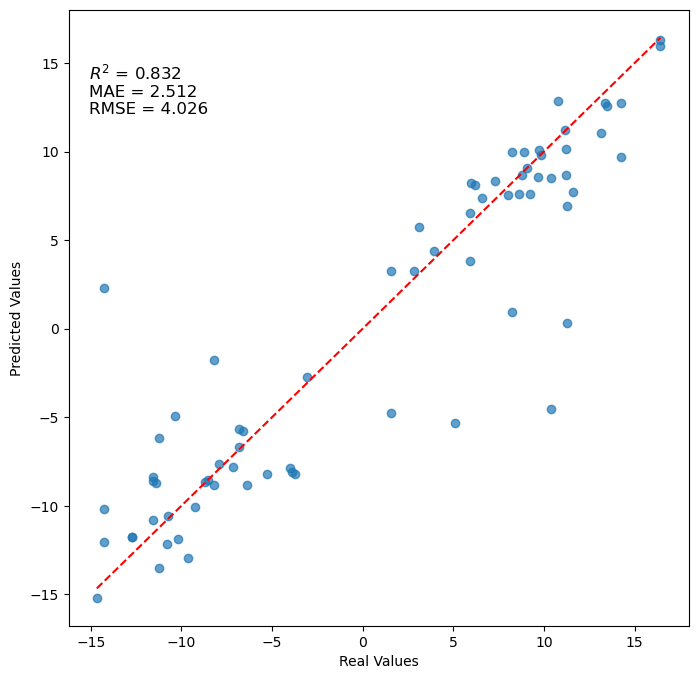 R² = 0.832
MAE = 2.512
RMSE = 4.026
15
10
5
0
−5
−10
−15
Predicted Values
−15 −10 −5 0 5 10 15
Real Values